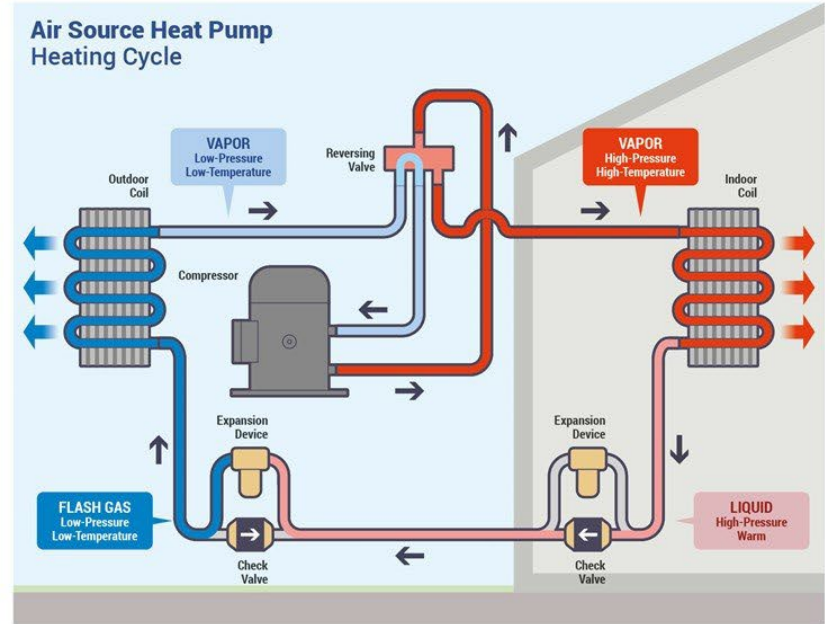 Air Source Heat Pump
Heating Cycle
VAPOR
Low-Pressure
Low-Temperature
Reversing
Valve
VAPOR
High-Pressure
High-Temperature
Outdoor
Coil
Indoor
Coil
Compressor
Expansion
Device
Expansion
Device
FLASH GAS
Low-Pressure
Low-Temperature
LIQUID
High-Pressure
Warm
Check
Valve
Check
Valve